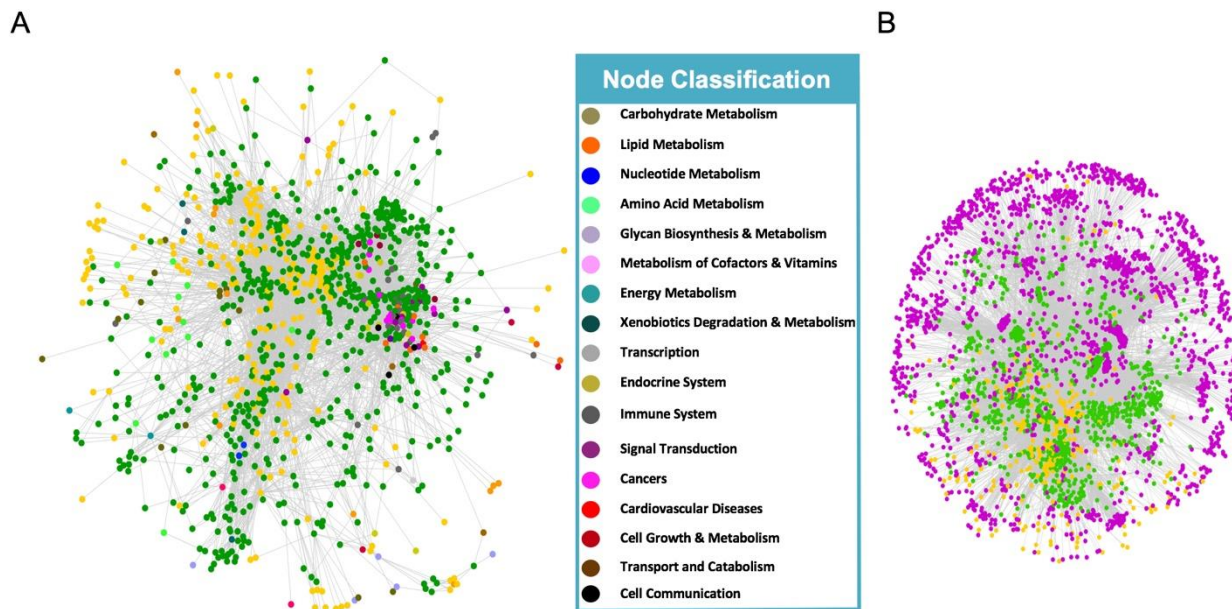 A
B
Node Classification
Carbohydrate Metabolism
Lipid Metabolism
Nucleotide Metabolism
Amino Acid Metabolism
Glycan Biosynthesis & Metabolism
Metabolism of Cofactors & Vitamins
Energy Metabolism
Xenobiotics Degradation & Metabolism
Transcription
Endocrine System
Immune System
Signal Transduction
Cancers
Cardiovascular Diseases
Cell Growth & Metabolism
Transport and Catabolism
Cell Communication